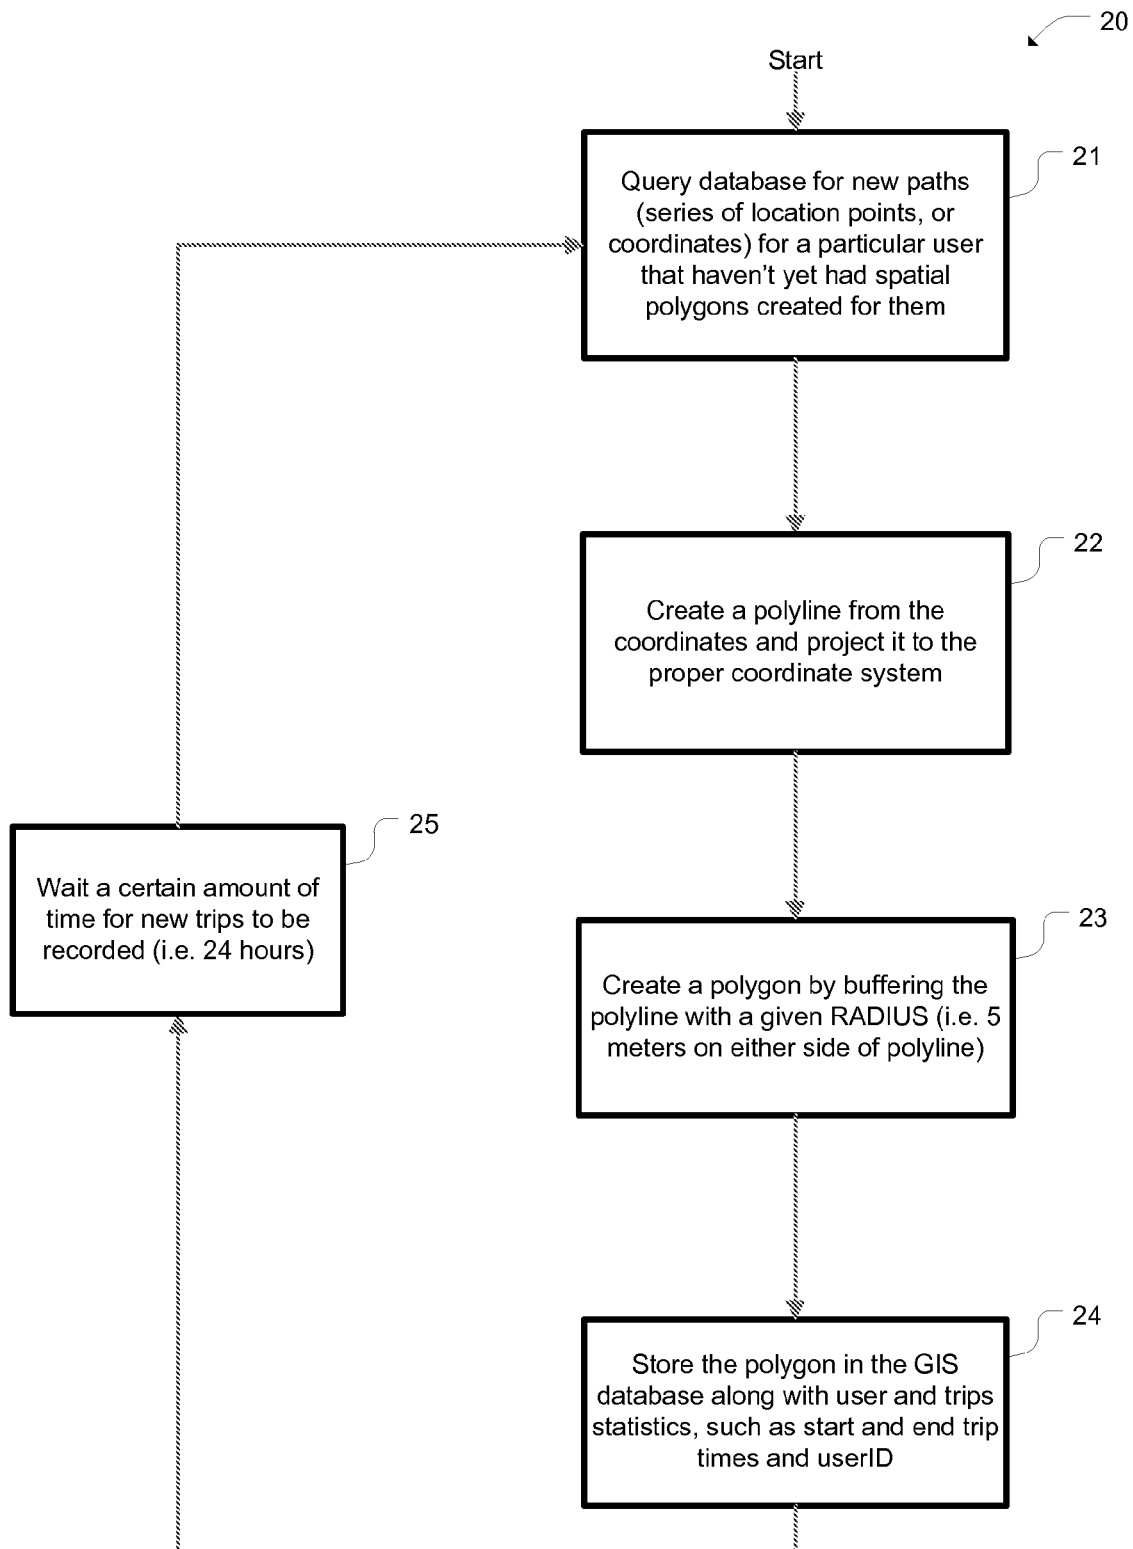 20
Start
21
Query database for new paths
(series of location points, or
coordinates) for a particular user
that haven't yet had spatial
polygons created for them
22
Create a polyline from the
coordinates and project it to the
proper coordinate system
25
Wait a certain amount of
time for new trips to be
recorded (i.e. 24 hours)
23
Create a polygon by buffering the
polyline with a given RADIUS (i.e. 5
meters on either side of polyline)
24
Store the polygon in the GIS
database along with user and trips
statistics, such as start and end trip
times and userID